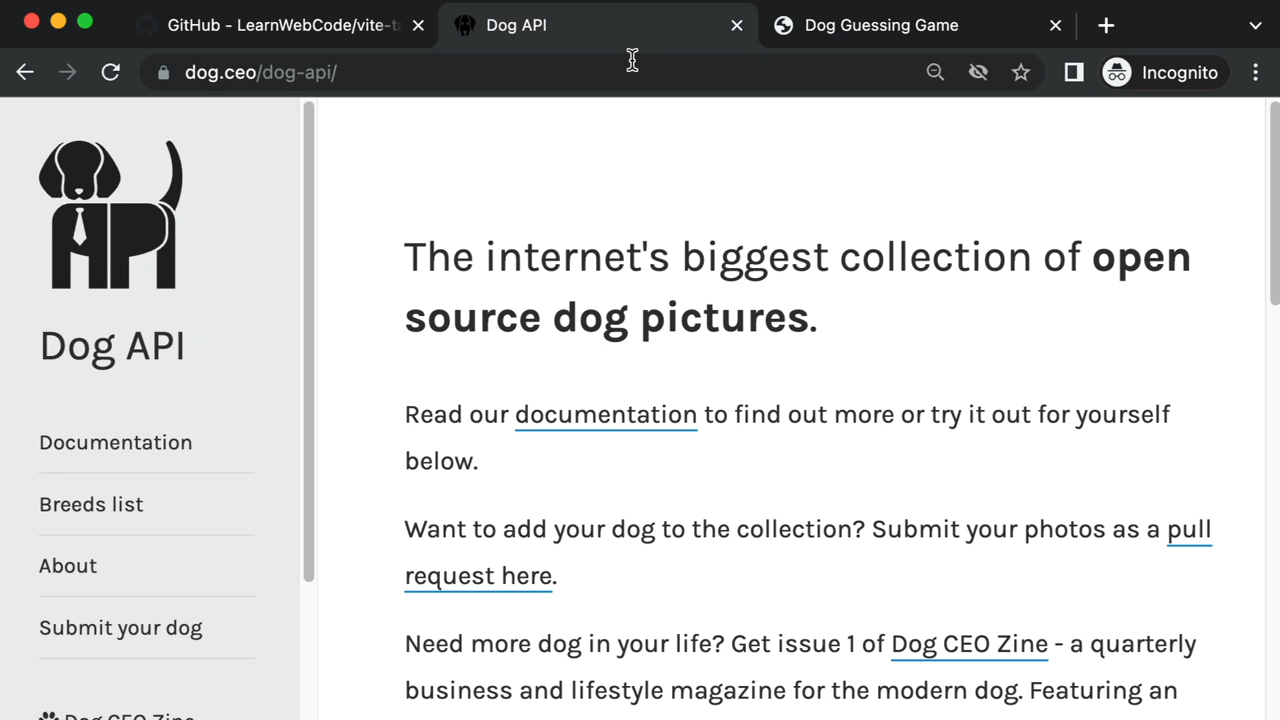 GitHub - LearnWebCode/vite-ta
Dog API
Dog Guessing Game
dog.ceo/dog-api/
Incognito
Dog API
Documentation
Breeds list
About
Submit your dog
Dog CEO Zine
The internet's biggest collection of open
source dog pictures.
Read our documentation to find out more or try it out for yourself
below.
Want to add your dog to the collection? Submit your photos as a pull
request here.
Need more dog in your life? Get issue 1 of Dog CEO Zine - a quarterly
business and lifestyle magazine for the modern dog. Featuring an